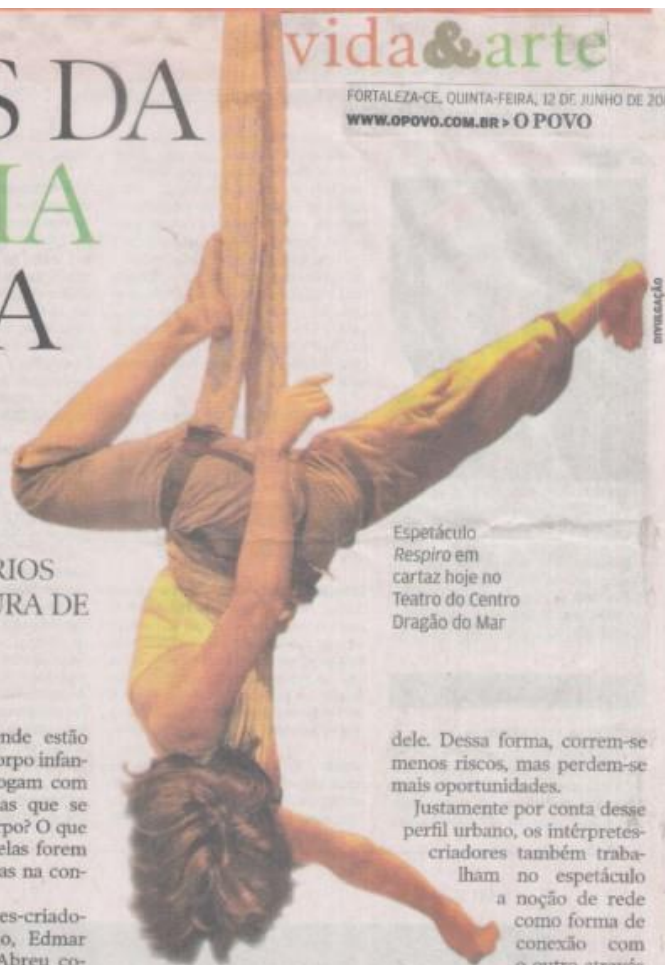 vida&arte
FORTALEZA-CE, QUINTA-FEIRA, 12 DE JUNHO DE
WWW.OPOVO.COM.BR > O POVO
S DA
IA
A
DIVULGAÇÃO
Espetáculo
Respiro em
cartaz hoje no
Teatro do Centro
Dragão do Mar
RIOS
URA DE
nde estão
orpo infan-
ogam com
as que se
rpo? O que
elas forem
as na con-
es-criado-
o, Edmar
Abreu co-
dele. Dessa forma, correm-se
menos riscos, mas perdem-se
mais oportunidades.
Justamente por conta desse
perfil urbano, os intérpretes-
criadores também traba-
lham no espetáculo
a noção de rede
como forma de
conexão com
o outro através